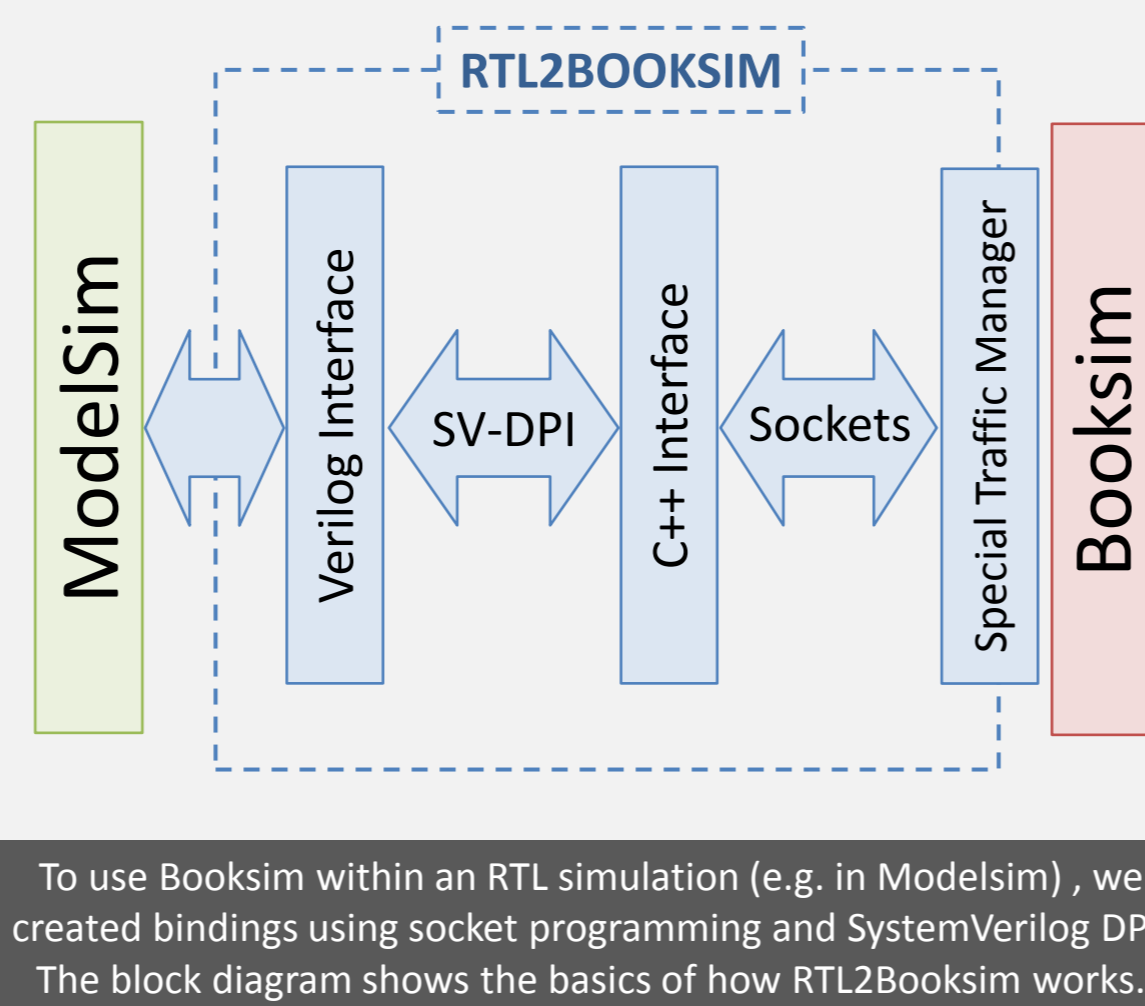 RTL2BOOKSIM
ModelSim
Verilog Interface
SV-DPI
C++ Interface
Sockets
Special Traffic Manager
Booksim
To use Booksim within an RTL simulation (e.g. in Modelsim) , we
created bindings using socket programming and SystemVerilog DP
The block diagram shows the basics of how RTL2Booksim works.